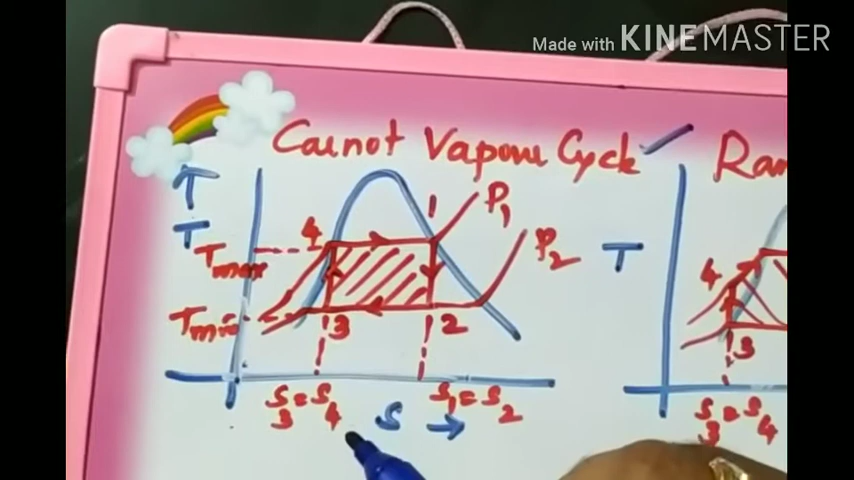 Made with KINEMASTER
Carnot Vapour Cycle
Ran
T
T
Tmax
Tmin
4
1
P1
P2
3
2
S3 = S4
S →
S1 = S2
T
4
3
S3 = S4